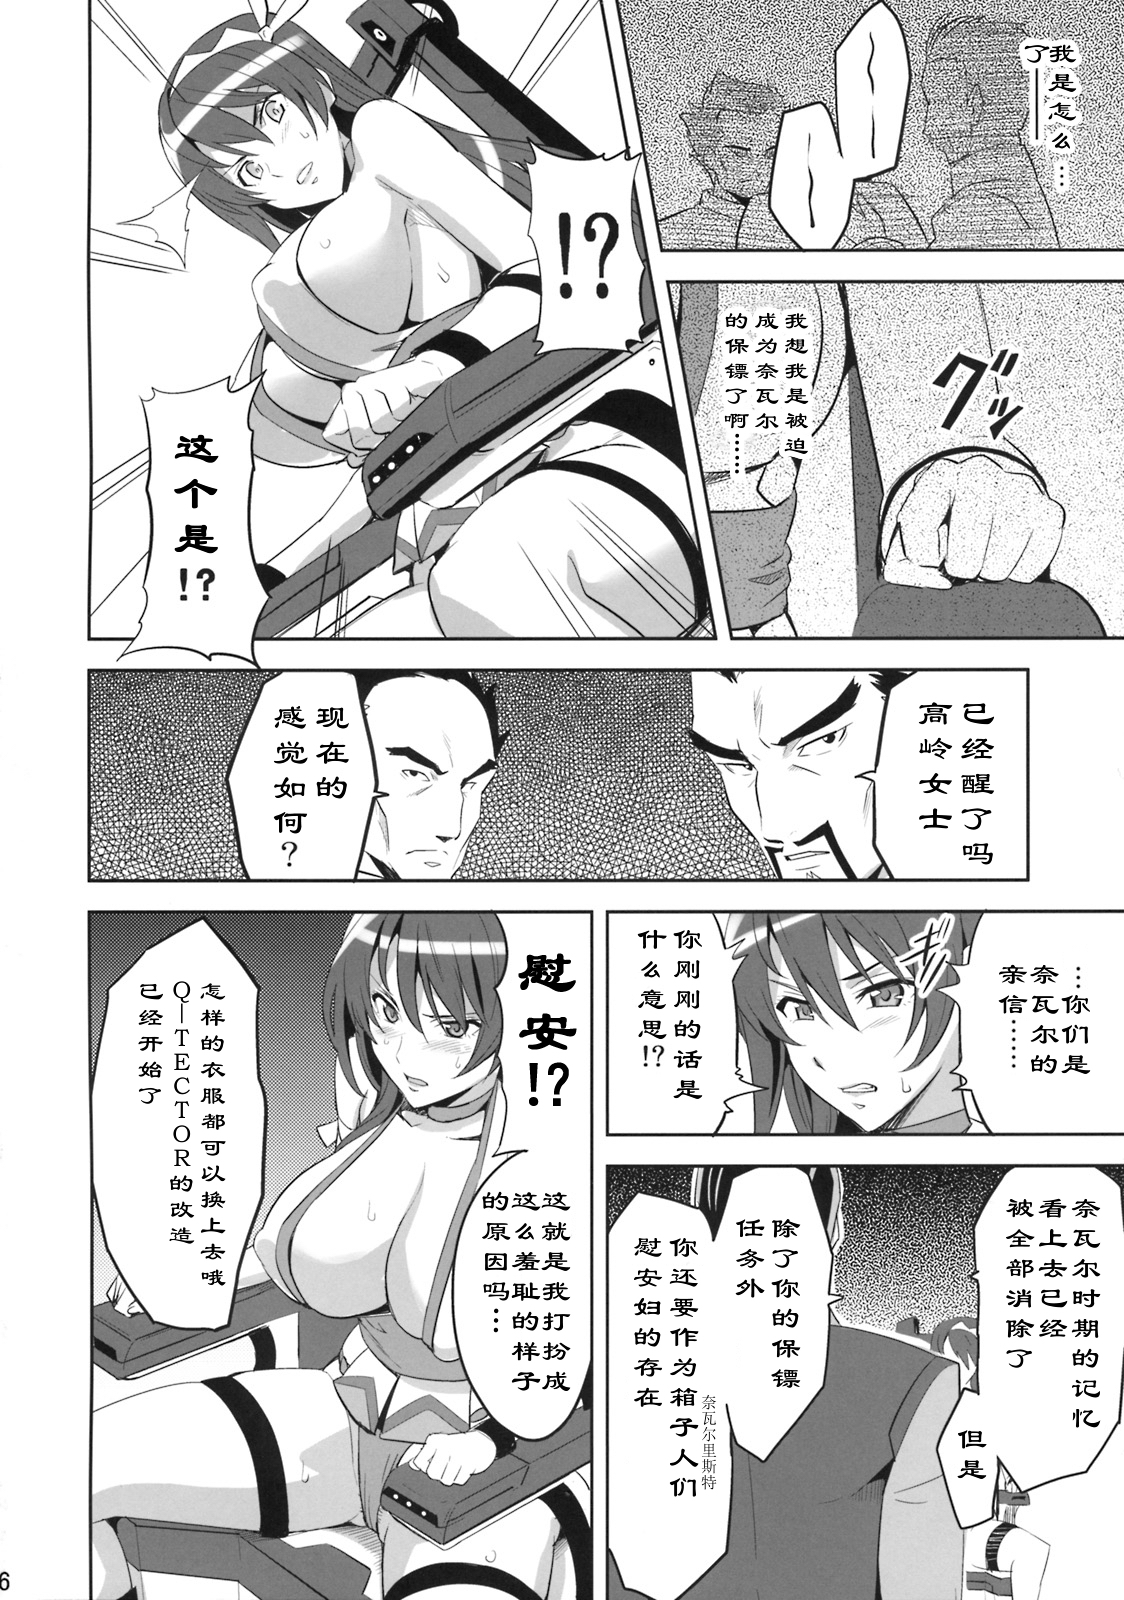 我是怎么…
了——
グッ
我想我是被迫
成为奈瓦尔
的保镖了啊……
!?
这个是!?
已经醒了吗
高岭女士
现在的
感觉如何？
…你们是
奈瓦尔的
亲信……
你刚刚的话是
什么意思!?
奈瓦尔时期的记忆
看上去已经
被全部消除了
但是
除了你的保镖
任务外
你还要作为箱子人们
奈瓦尔里斯特
慰安妇的存在
慰安!?
这就是我打扮成
这么羞耻的样子
的原因吗…
怎样的衣服都可以换上去哦
Q—TECTOR的改造
已经开始了
6